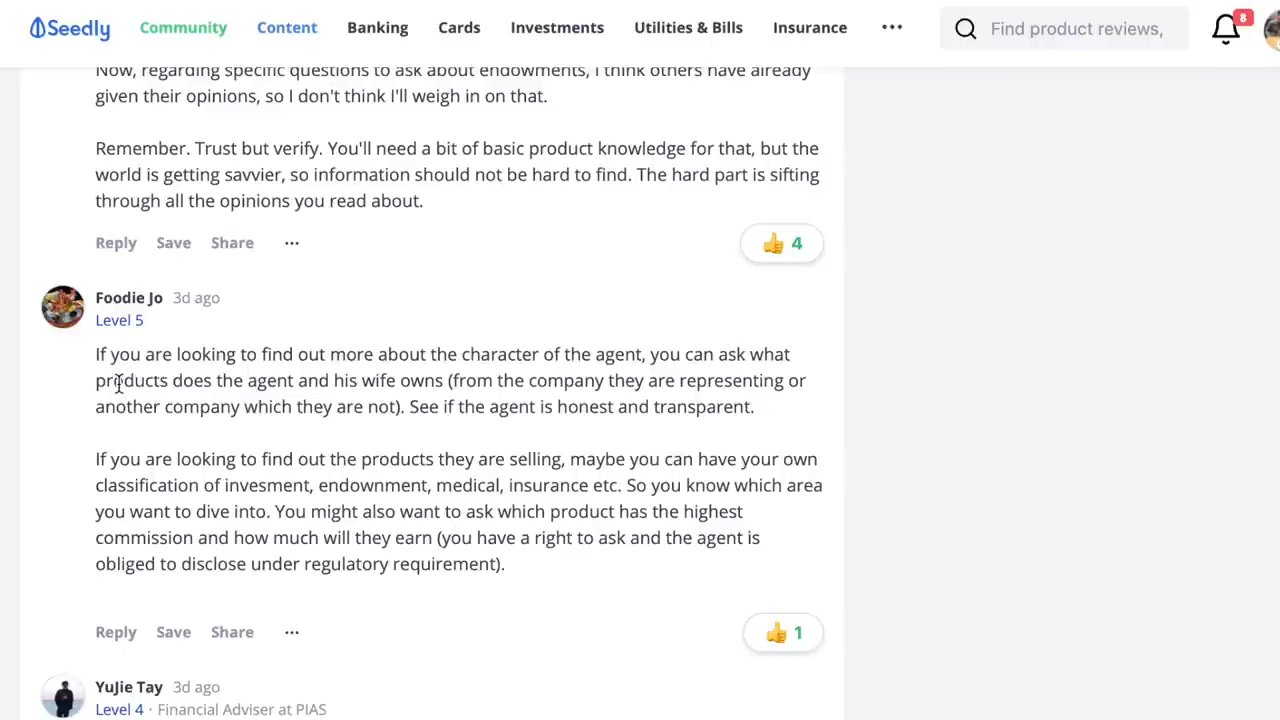 Seedly Community Content Banking Cards Investments Utilities & Bills Insurance ••• Find product reviews, 8
Now, regarding specific questions to ask about endowments, I think others have already
given their opinions, so I don't think I'll weigh in on that.
Remember. Trust but verify. You'll need a bit of basic product knowledge for that, but the
world is getting savvier, so information should not be hard to find. The hard part is sifting
through all the opinions you read about.
Reply Save Share ••• 👍 4
Foodie Jo 3d ago
Level 5
If you are looking to find out more about the character of the agent, you can ask what
products does the agent and his wife owns (from the company they are representing or
another company which they are not). See if the agent is honest and transparent.
If you are looking to find out the products they are selling, maybe you can have your own
classification of invesment, endownment, medical, insurance etc. So you know which area
you want to dive into. You might also want to ask which product has the highest
commission and how much will they earn (you have a right to ask and the agent is
obliged to disclose under regulatory requirement).
Reply Save Share ••• 👍 1
YuJie Tay 3d ago
Level 4 · Financial Adviser at PIAS